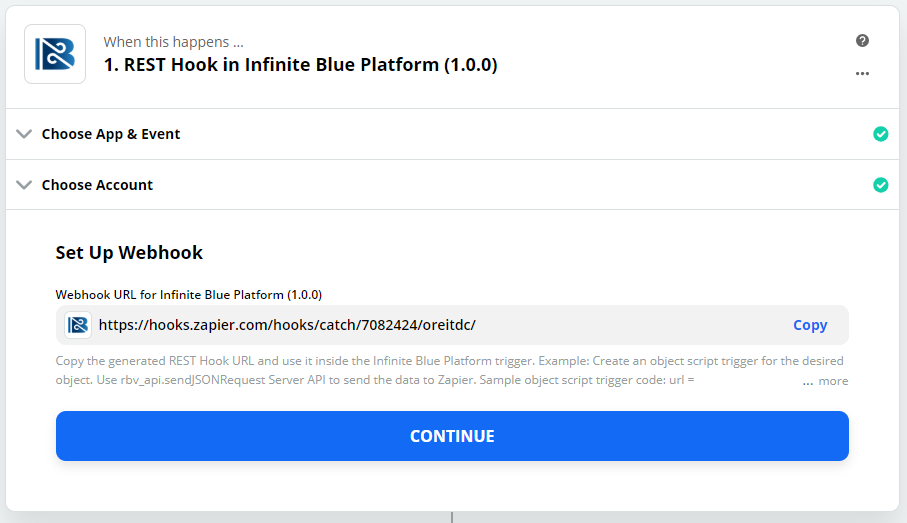 When this happens ...
1. REST Hook in Infinite Blue Platform (1.0.0)
Choose App & Event
Choose Account
Set Up Webhook
Webhook URL for Infinite Blue Platform (1.0.0)
https://hooks.zapier.com/hooks/catch/7082424/oreitdc/ Copy
Copy the generated REST Hook URL and use it inside the Infinite Blue Platform trigger. Example: Create an object script trigger for the desired
object. Use rbv_api.sendJSONRequest Server API to send the data to Zapier. Sample object script trigger code: url = ... more
CONTINUE